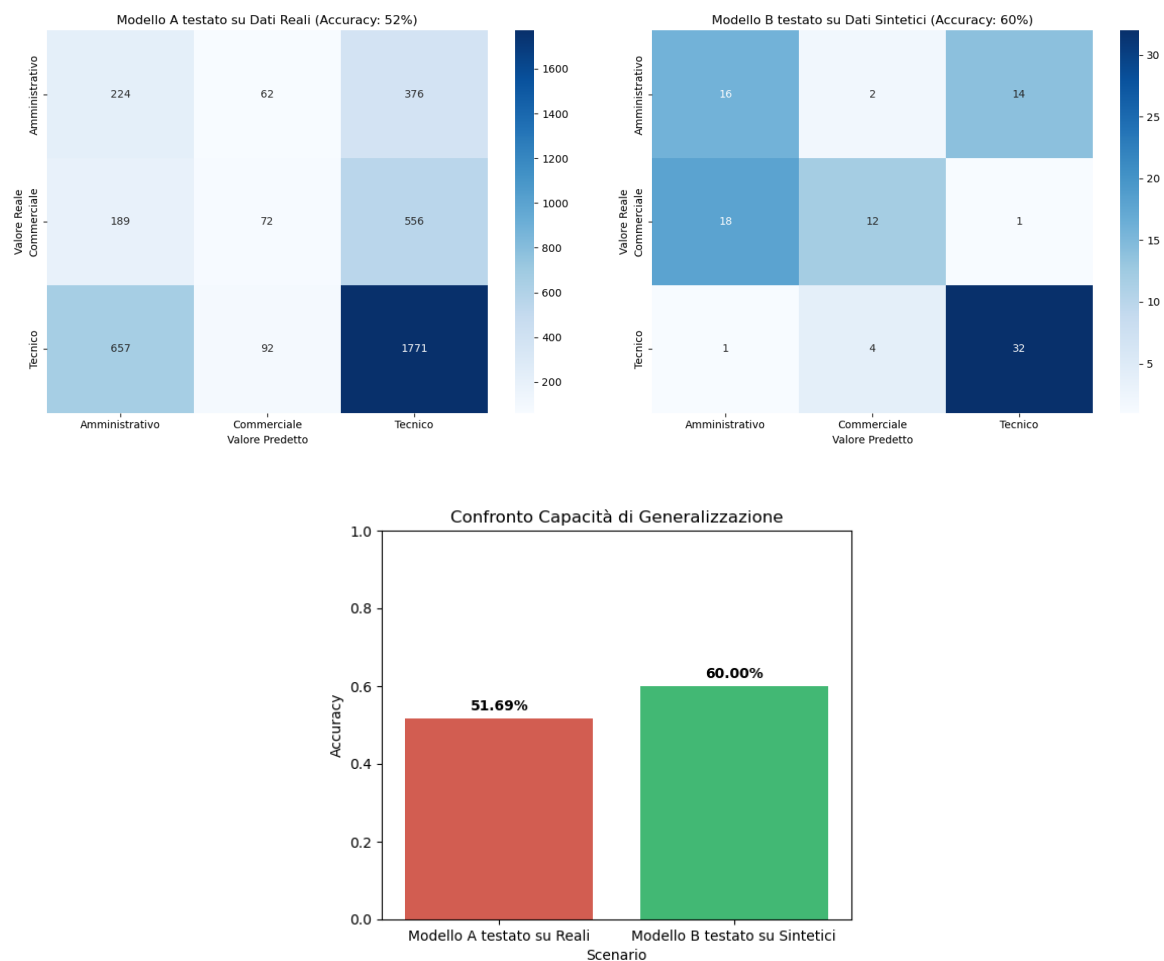 Modello A testato su Dati Reali (Accuracy: 52%)
Amministrativo
Commerciale
Tecnico
Valore Reale
224 62 376
189 72 556
657 92 1771
Amministrativo Commerciale Tecnico
Valore Predetto
1600
1400
1200
1000
800
600
400
200
Modello B testato su Dati Sintetici (Accuracy: 60%)
Amministrativo
Commerciale
Tecnico
Valore Reale
16 2 14
18 12 1
1 4 32
Amministrativo Commerciale Tecnico
Valore Predetto
30
25
20
15
10
5
Confronto Capacità di Generalizzazione
1.0
0.8
0.6
0.4
0.2
0.0
Accuracy
51.69%
60.00%
Modello A testato su Reali Modello B testato su Sintetici
Scenario